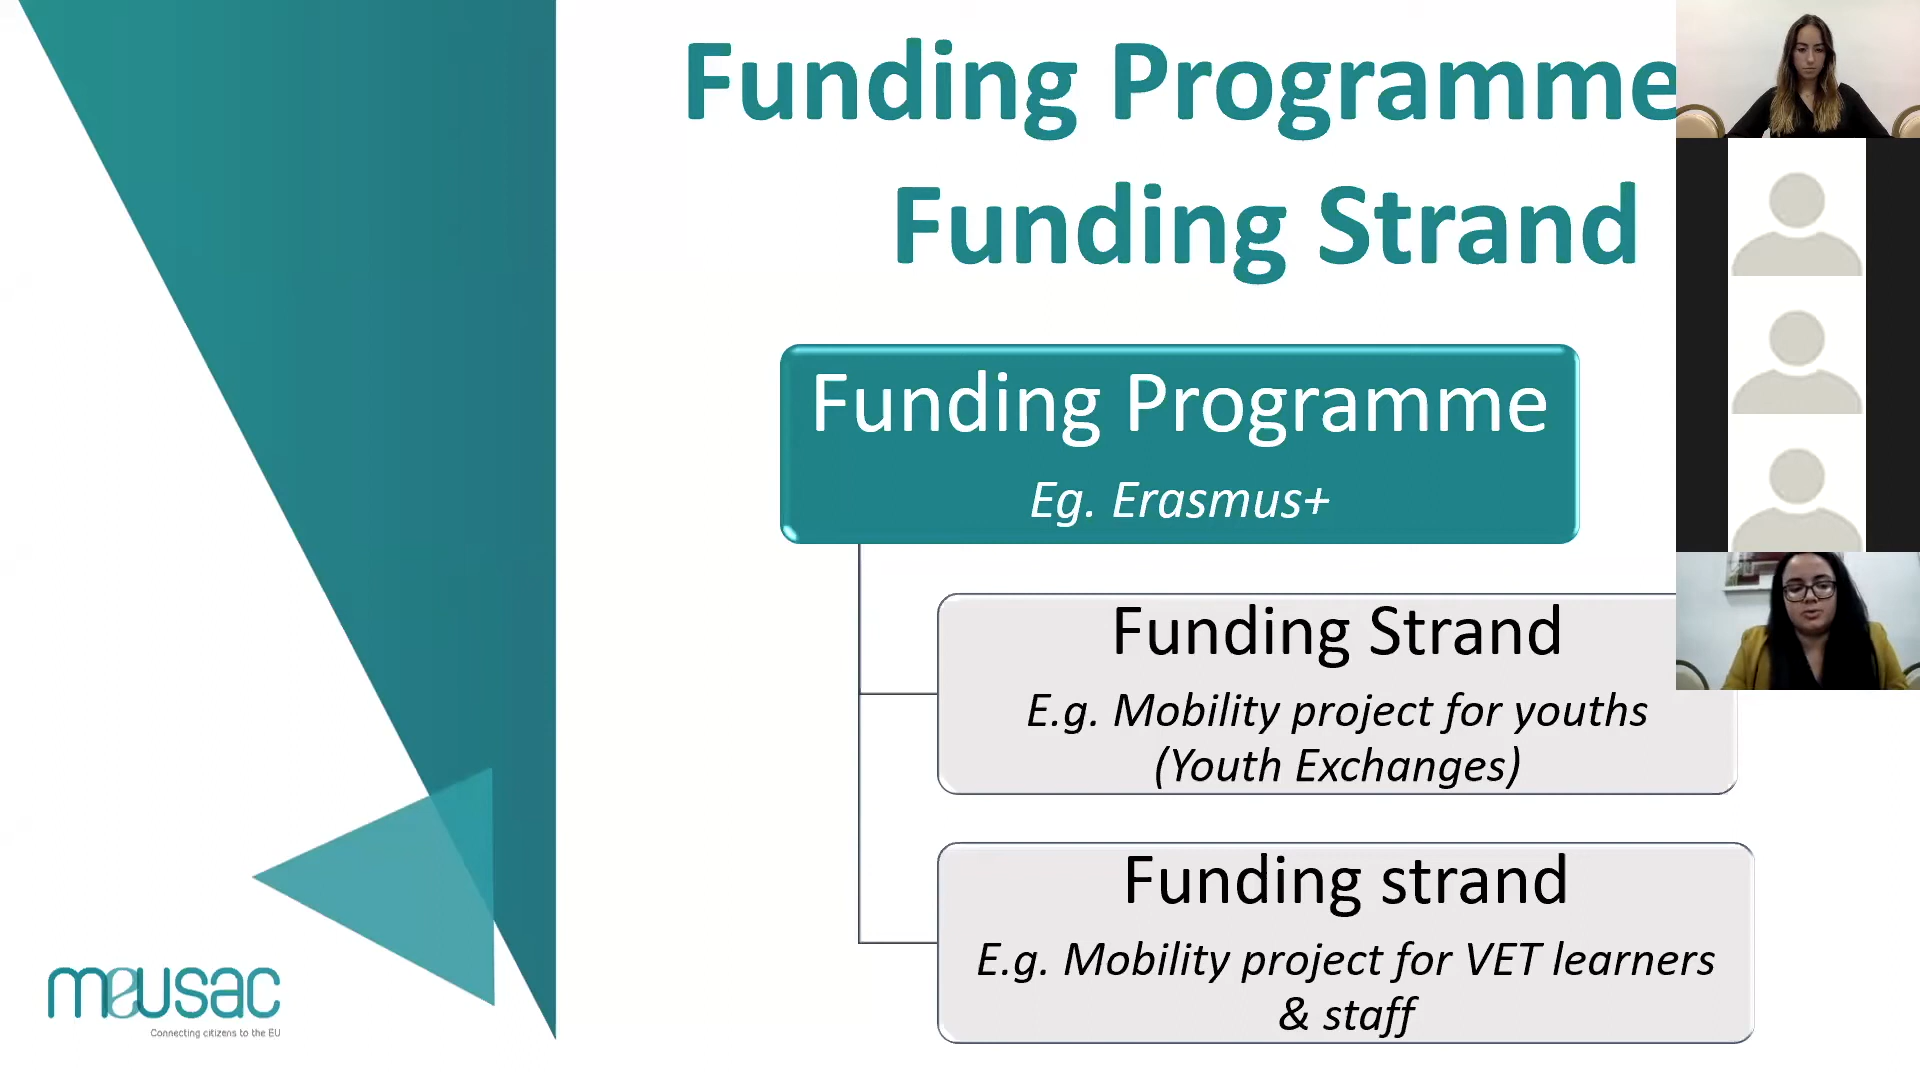 Funding Programme
Funding Strand
Funding Programme
Eg. Erasmus+
Funding Strand
E.g. Mobility project for youths
(Youth Exchanges)
Funding strand
E.g. Mobility project for VET learners
& staff
meusac
Connecting citizens to the EU